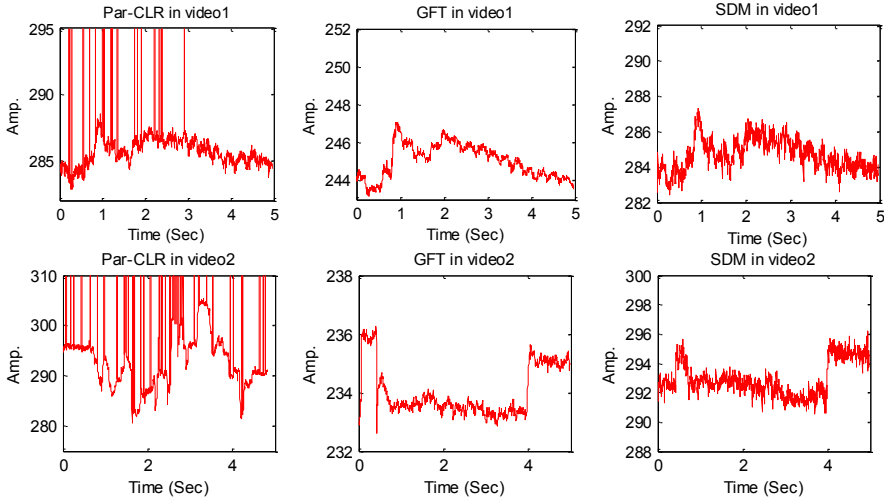 Par-CLR in video1
295
290
285
Amp.
0 1 2 3 4 5
Time (Sec)
GFT in video1
252
250
248
246
244
Amp.
0 1 2 3 4 5
Time (Sec)
SDM in video1
292
290
288
286
284
282
Amp.
0 1 2 3 4 5
Time (Sec)
Par-CLR in video2
310
300
290
280
Amp.
0 2 4
Time (Sec)
GFT in video2
238
236
234
232
Amp.
0 2 4
Time (Sec)
SDM in video2
300
298
296
294
292
290
288
Amp.
0 2 4
Time (Sec)